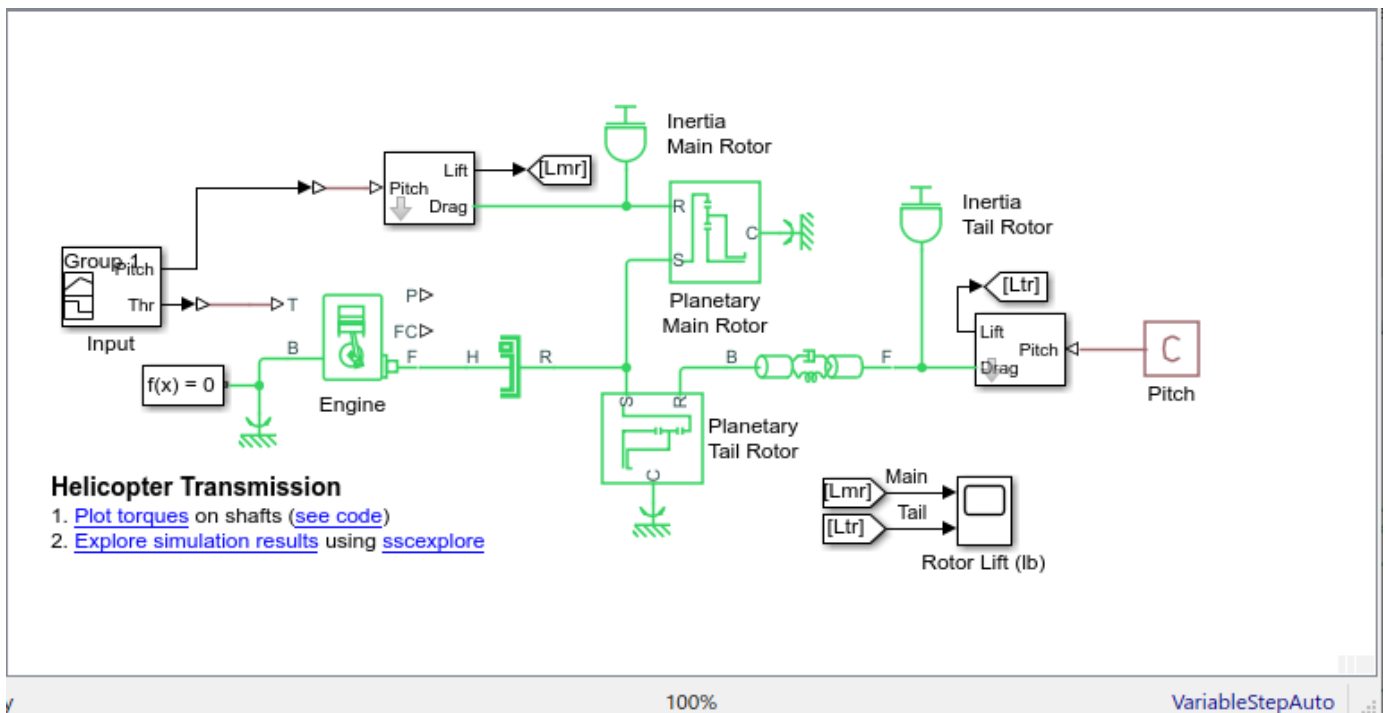 Inertia
Main Rotor
Lift
[Lmr]
Pitch
Drag
R
C
S
Planetary
Main Rotor
Inertia
Tail Rotor
Group 1
Pitch
Thr
T
Input
P
FC
B
F
H
R
Engine
f(x) = 0
S
R
C
Planetary
Tail Rotor
B
F
[Ltr]
Lift
Pitch
Drag
C
Pitch
Helicopter Transmission
1. Plot torques on shafts (see code)
2. Explore simulation results using sscexplore
[Lmr]
Main
[Ltr]
Tail
Rotor Lift (lb)
y
100%
VariableStepAuto